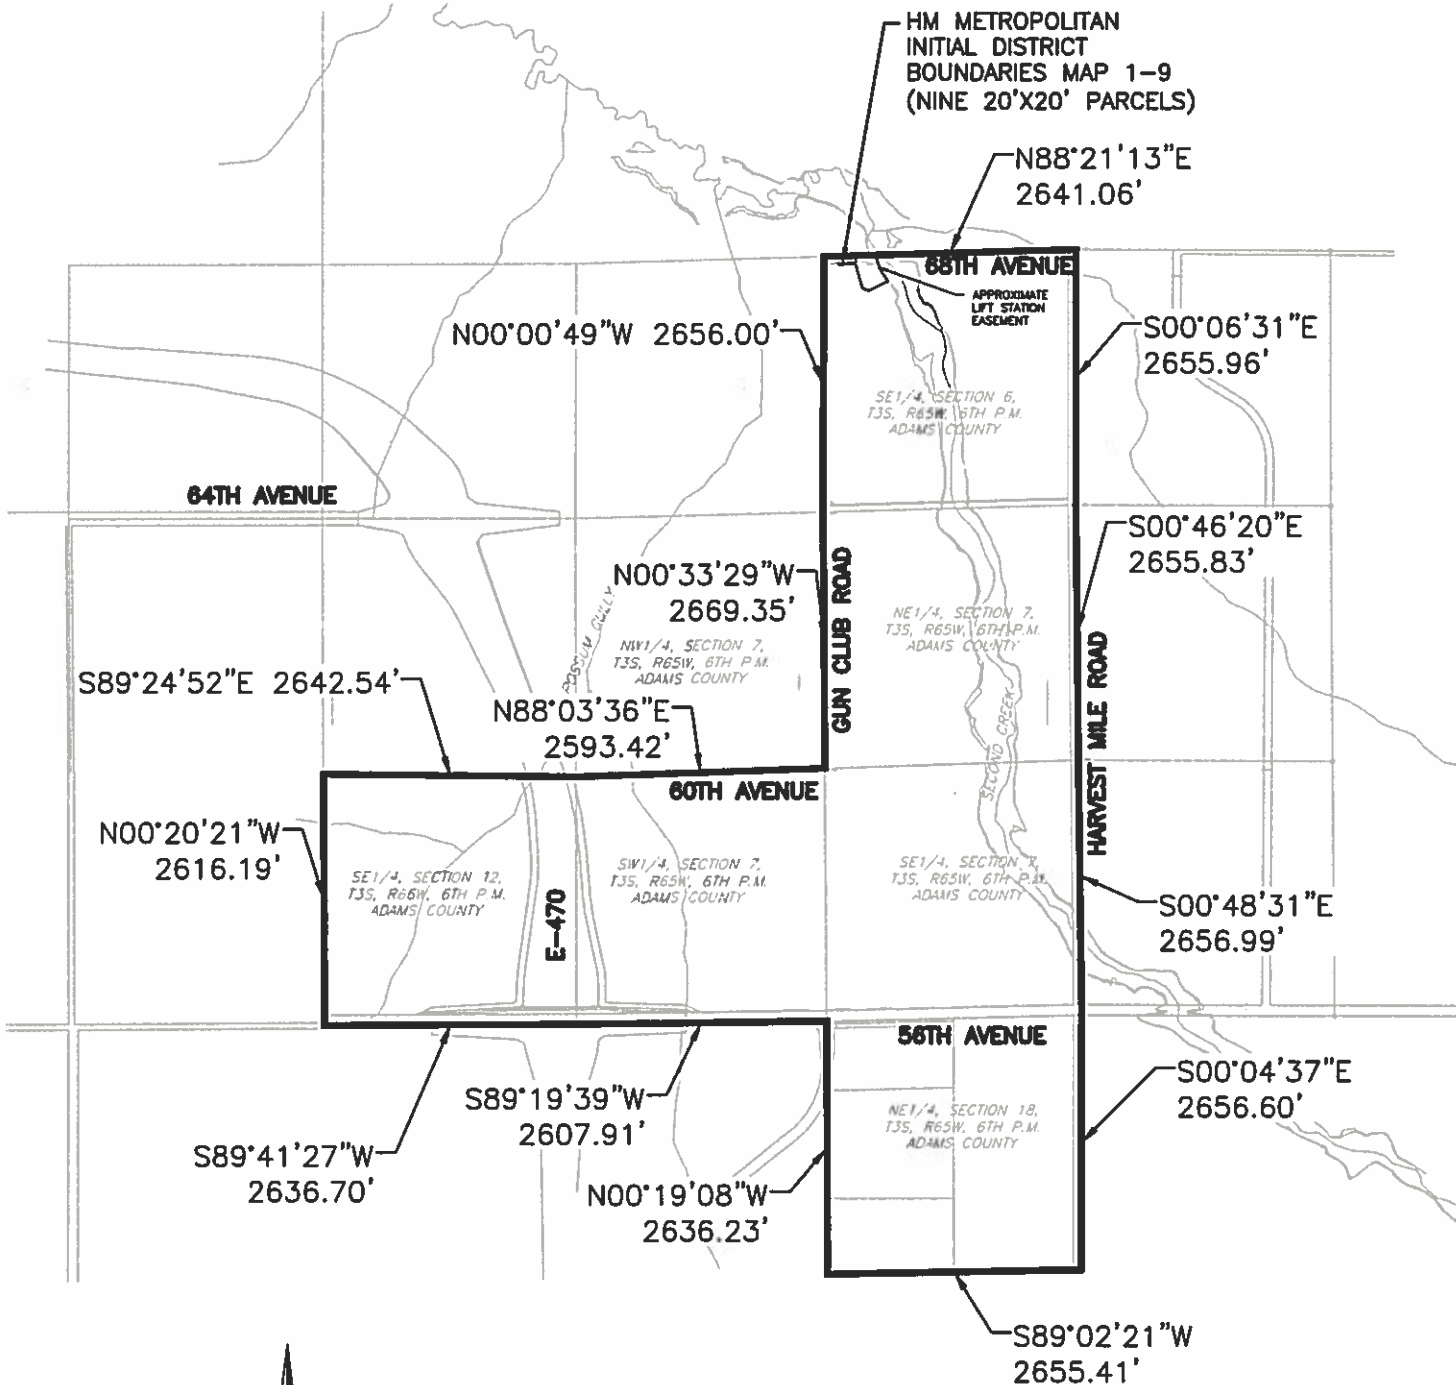 HM METROPOLITAN
INITIAL DISTRICT
BOUNDARIES MAP 1-9
(NINE 20'X20' PARCELS)
N88°21'13"E
2641.06'
68TH AVENUE
APPROXIMATE
LIFT STATION
EASEMENT
N00°00'49"W 2656.00'
S00°06'31"E
2655.96'
SE1/4, SECTION 6,
T3S, R65W, 6TH P.M.
ADAMS COUNTY
64TH AVENUE
S00°46'20"E
2655.83'
N00°33'29"W
2669.35'
GUN CLUB ROAD
POSSUM GULLY
NW1/4, SECTION 7,
T3S, R65W, 6TH P.M.
ADAMS COUNTY
NE1/4, SECTION 7,
T3S, R65W, 6TH P.M.
ADAMS COUNTY
HARVEST MILE ROAD
SECOND CREEK
S89°24'52"E 2642.54'
N88°03'36"E
2593.42'
60TH AVENUE
N00°20'21"W
2616.19'
SE1/4, SECTION 12,
T3S, R66W, 6TH P.M.
ADAMS COUNTY
E-470
SW1/4, SECTION 7,
T3S, R65W, 6TH P.M.
ADAMS COUNTY
SE1/4, SECTION 7,
T3S, R65W, 6TH P.M.
ADAMS COUNTY
S00°48'31"E
2656.99'
56TH AVENUE
S00°04'37"E
2656.60'
S89°19'39"W
2607.91'
NE1/4, SECTION 18,
T3S, R65W, 6TH P.M.
ADAMS COUNTY
S89°41'27"W
2636.70'
N00°19'08"W
2636.23'
S89°02'21"W
2655.41'